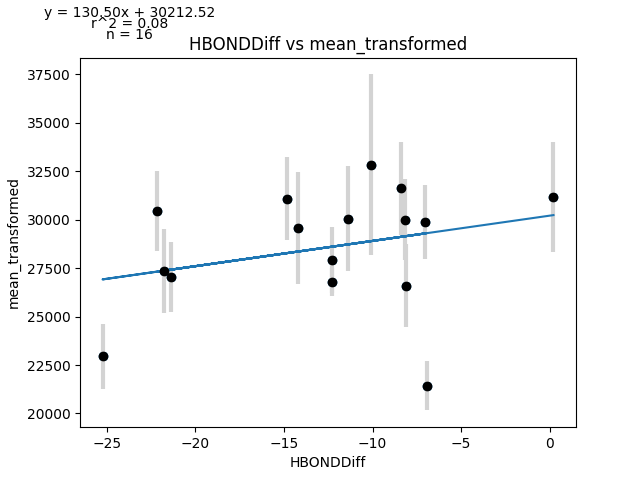 y = 130.50x + 30212.52
r^2 = 0.08
n = 16
HBONDDiff vs mean_transformed
37500
35000
32500
30000
27500
25000
22500
20000
mean_transformed
−25 −20 −15 −10 −5 0
HBONDDiff